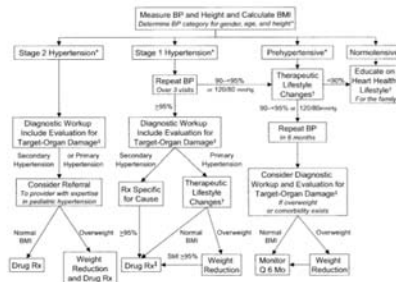 Measure BP and Height and Calculate BMI
Determine BP category for gender, age, and height*
Stage 2 Hypertension*
Stage 1 Hypertension*
Prehypertensive*
Normotensive
Repeat BP
Over 3 visits
90-<95%
or 120/80 mmHg
Therapeutic
Lifestyle
Changes†
<90%
Educate on
Heart Health
Lifestyle†
For the family
≥95%
90-<95% or 120/80mmHg
Diagnostic Workup
Include Evaluation for
Target-Organ Damage‡
Diagnostic Workup
Include Evaluation for
Target-Organ Damage‡
Repeat BP
In 6 months
Secondary
Hypertension
or Primary
Hypertension
Secondary
Hypertension
Primary
Hypertension
Consider Referral
To provider with expertise
in pediatric hypertension
Rx Specific
for Cause
Therapeutic
Lifestyle
Changes†
Consider Diagnostic
Workup and Evaluation for
Target-Organ Damage‡
If overweight
or comorbidity exists
Normal
BMI
Overweight
≥95%
Normal
BMI
Overweight
Normal
BMI
Overweight
Drug Rx
Weight
Reduction
and Drug Rx
Drug Rx§
Still ≥95%
Weight
Reduction
Monitor
Q 6 Mo
Weight
Reduction